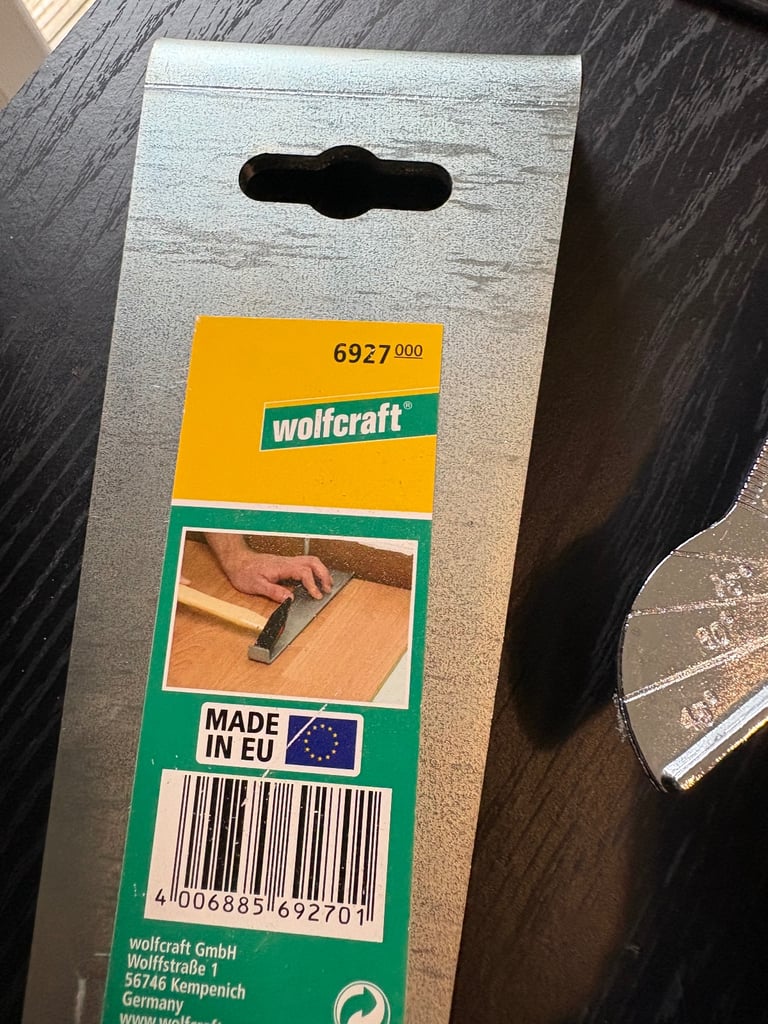 6927 000
wolfcraft®
MADE
IN EU
4 006885 692701
wolfcraft GmbH
Wolffstraße 1
56746 Kempenich
Germany